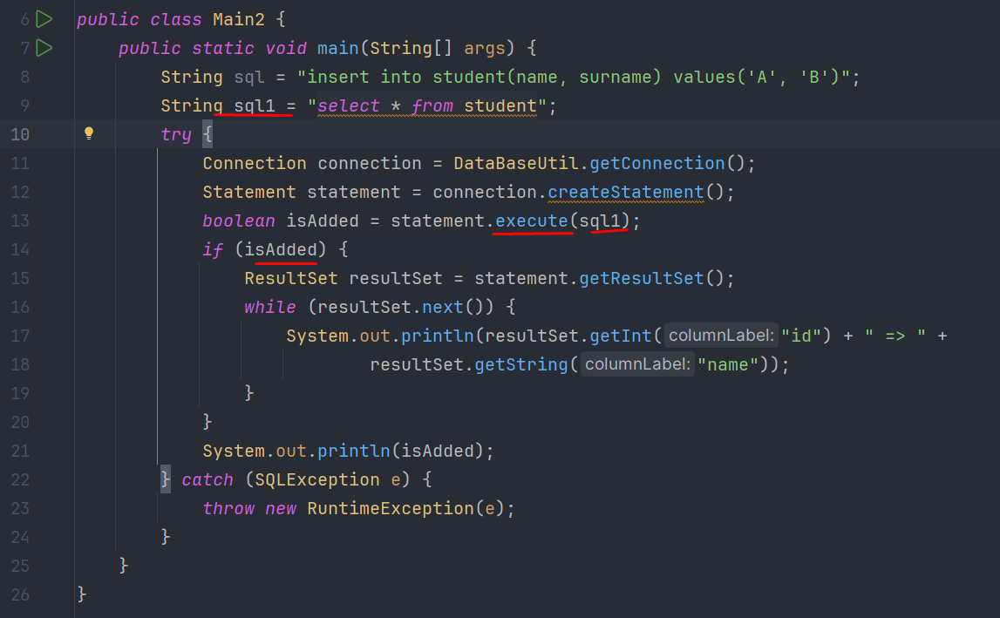 6 public class Main2 {
7 public static void main(String[] args) {
8 String sql = "insert into student(name, surname) values('A', 'B')";
9 String sql1 = "select * from student";
10 try {
11 Connection connection = DataBaseUtil.getConnection();
12 Statement statement = connection.createStatement();
13 boolean isAdded = statement.execute(sql1);
14 if (isAdded) {
15 ResultSet resultSet = statement.getResultSet();
16 while (resultSet.next()) {
17 System.out.println(resultSet.getInt( columnLabel: "id") + " => " +
18 resultSet.getString( columnLabel: "name"));
19 }
20 }
21 System.out.println(isAdded);
22 } catch (SQLException e) {
23 throw new RuntimeException(e);
24 }
25 }
26 }